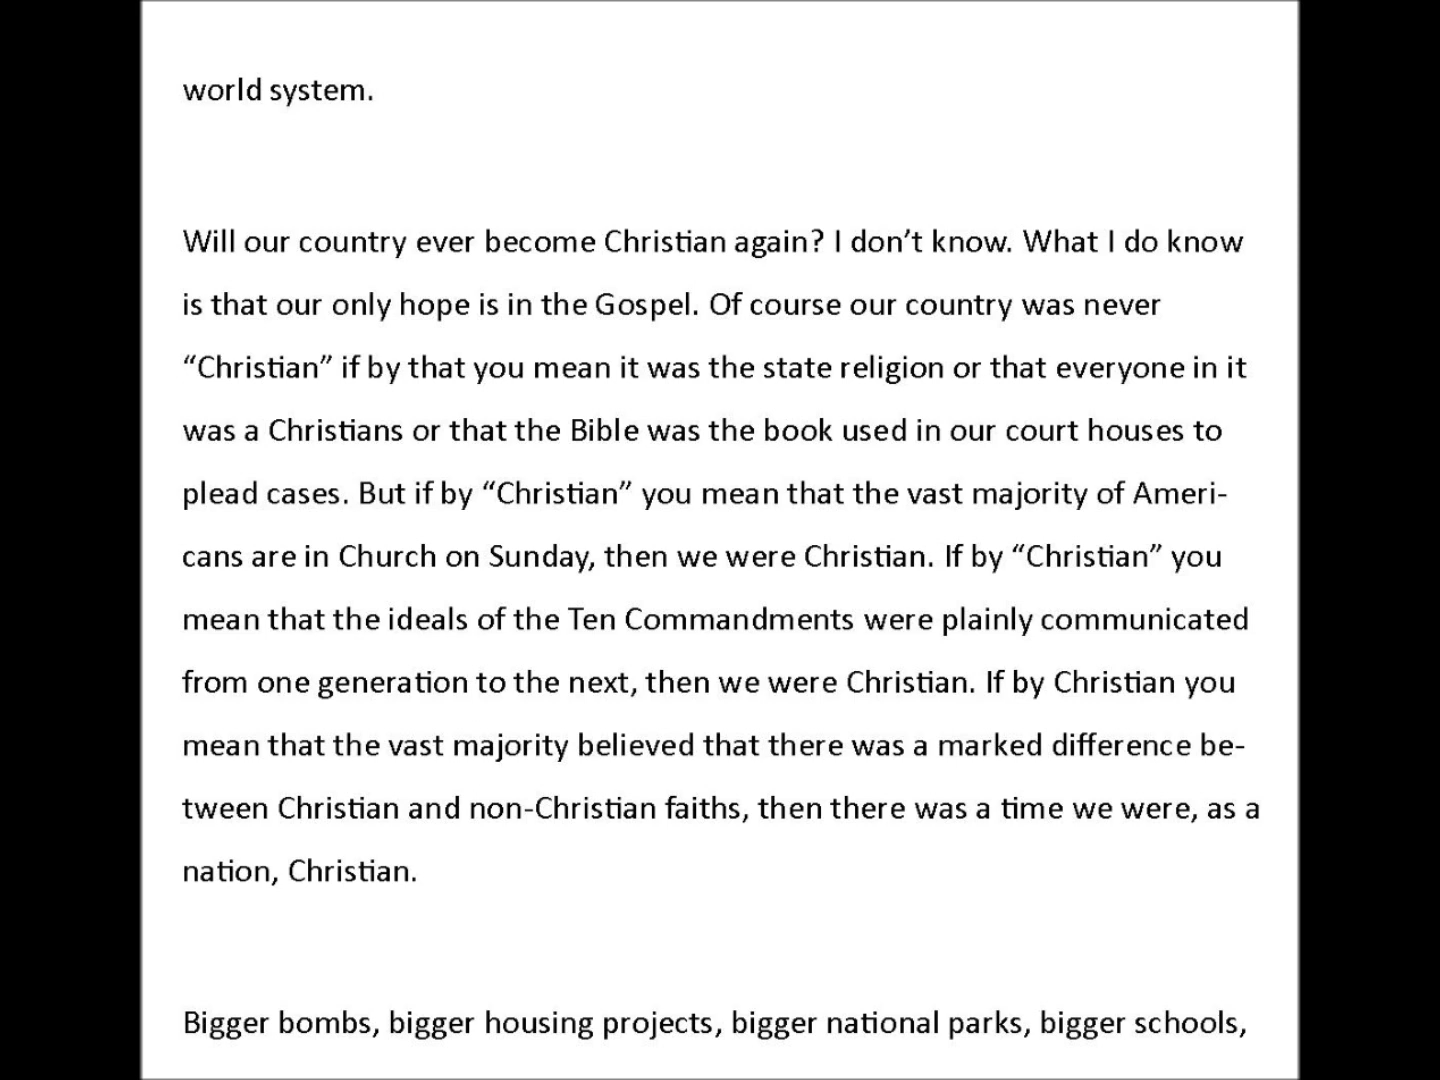 world system.
Will our country ever become Christian again? I don’t know. What I do know
is that our only hope is in the Gospel. Of course our country was never
“Christian” if by that you mean it was the state religion or that everyone in it
was a Christians or that the Bible was the book used in our court houses to
plead cases. But if by “Christian” you mean that the vast majority of Ameri-
cans are in Church on Sunday, then we were Christian. If by “Christian” you
mean that the ideals of the Ten Commandments were plainly communicated
from one generation to the next, then we were Christian. If by Christian you
mean that the vast majority believed that there was a marked difference be-
tween Christian and non-Christian faiths, then there was a time we were, as a
nation, Christian.
Bigger bombs, bigger housing projects, bigger national parks, bigger schools,